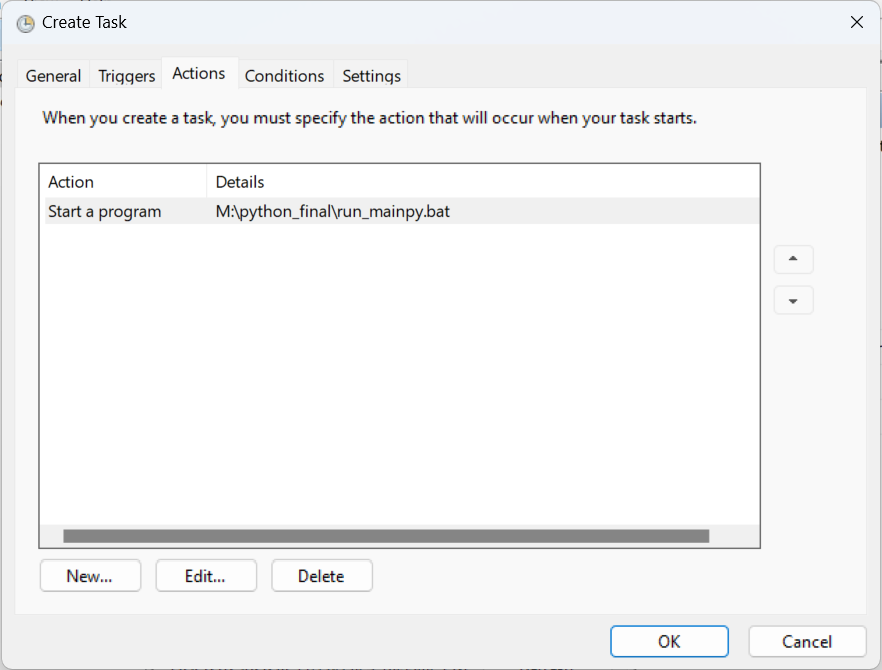 Create Task
General Triggers Actions Conditions Settings
When you create a task, you must specify the action that will occur when your task starts.
Action Details
Start a program M:\python_final\run_mainpy.bat
New... Edit... Delete
OK Cancel